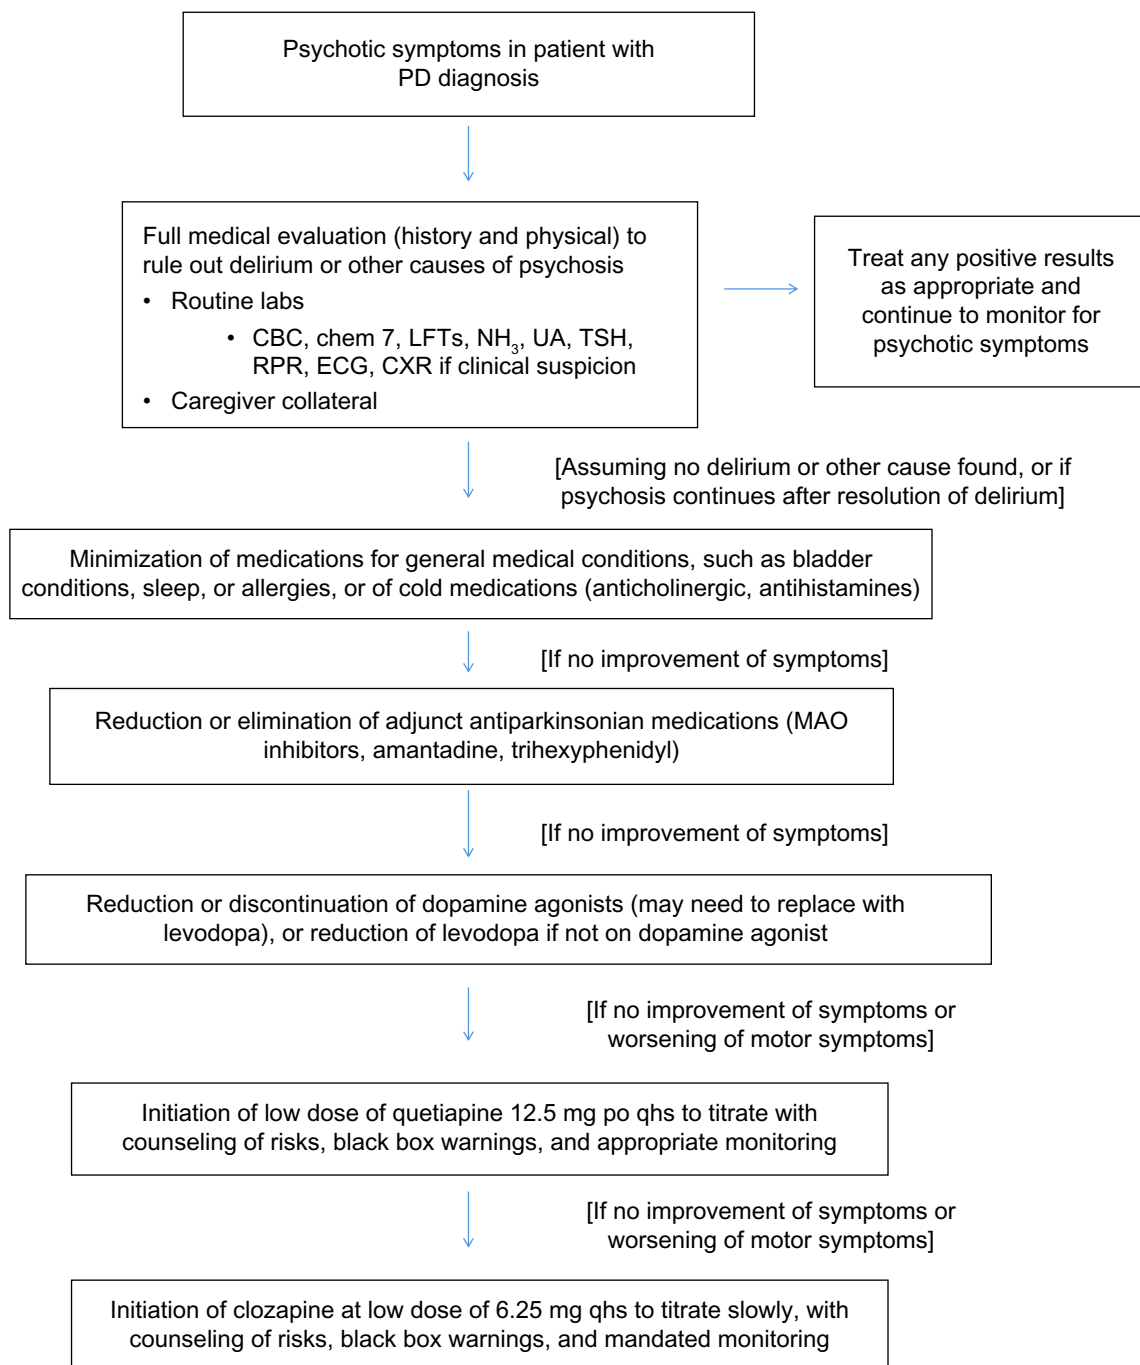 Psychotic symptoms in patient with
PD diagnosis
Full medical evaluation (history and physical) to
rule out delirium or other causes of psychosis
• Routine labs
• CBC, chem 7, LFTs, NH₃, UA, TSH,
RPR, ECG, CXR if clinical suspicion
• Caregiver collateral
Treat any positive results
as appropriate and
continue to monitor for
psychotic symptoms
[Assuming no delirium or other cause found, or if
psychosis continues after resolution of delirium]
Minimization of medications for general medical conditions, such as bladder
conditions, sleep, or allergies, or of cold medications (anticholinergic, antihistamines)
[If no improvement of symptoms]
Reduction or elimination of adjunct antiparkinsonian medications (MAO
inhibitors, amantadine, trihexyphenidyl)
[If no improvement of symptoms]
Reduction or discontinuation of dopamine agonists (may need to replace with
levodopa), or reduction of levodopa if not on dopamine agonist
[If no improvement of symptoms or
worsening of motor symptoms]
Initiation of low dose of quetiapine 12.5 mg po qhs to titrate with
counseling of risks, black box warnings, and appropriate monitoring
[If no improvement of symptoms or
worsening of motor symptoms]
Initiation of clozapine at low dose of 6.25 mg qhs to titrate slowly, with
counseling of risks, black box warnings, and mandated monitoring